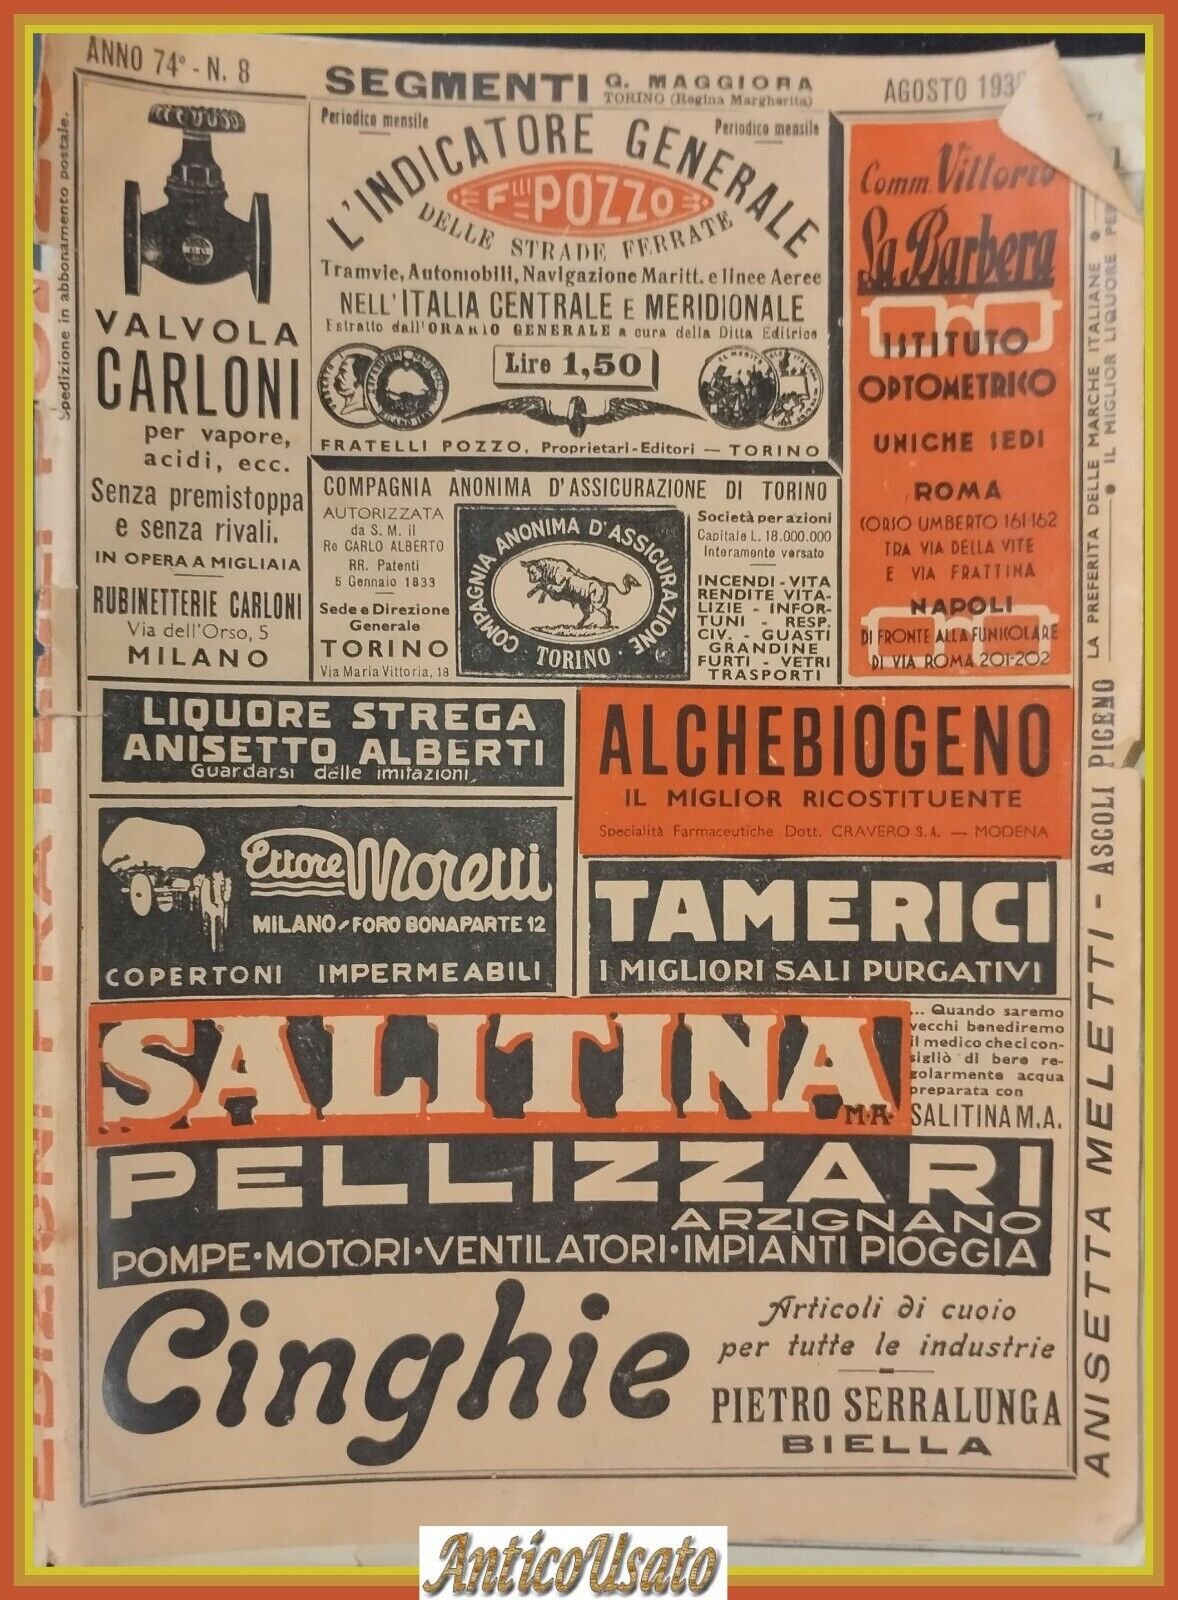 ANNO 74° - N. 8
SEGMENTI G. MAGGIORA
TORINO (Regina Margherita)
AGOSTO 193
Spedizione in abbonamento postale.
VALVOLA
CARLONI
per vapore,
acidi, ecc.
Senza premistoppa
e senza rivali.
IN OPERA A MIGLIAIA
RUBINETTERIE CARLONI
Via dell'Orso, 5
MILANO
Periodico mensile
Periodico mensile
L'INDICATORE GENERALE
F.lli POZZO
DELLE STRADE FERRATE
Tramvie, Automobili, Navigazione Maritt. e linee Aeree
NELL'ITALIA CENTRALE E MERIDIONALE
Estratto dall'ORARIO GENERALE a cura della Ditta Editrice
Lire 1,50
FRATELLI POZZO, Proprietari-Editori — TORINO
Comm. Vittorio
La Barbera
ISTITUTO
OPTOMETRICO
UNICHE SEDI
ROMA
CORSO UMBERTO 161-162
TRA VIA DELLA VITE
E VIA FRATTINA
NAPOLI
DI FRONTE ALLA FUNICOLARE
DI VIA ROMA 201-202
COMPAGNIA ANONIMA D'ASSICURAZIONE DI TORINO
AUTORIZZATA
da S. M. il
Re CARLO ALBERTO
RR. Patenti
5 Gennaio 1833
Sede e Direzione
Generale
TORINO
Via Maria Vittoria, 18
COMPAGNIA ANONIMA D'ASSICURAZIONE
· TORINO ·
Società per azioni
Capitale L. 18.000.000
Interamente versato
INCENDI - VITA
RENDITE VITA-
LIZIE - INFOR-
TUNI - RESP.
CIV. - GUASTI
GRANDINE
FURTI - VETRI
TRASPORTI
LIQUORE STREGA
ANISETTO ALBERTI
Guardarsi dalle imitazioni
ALCHEBIOGENO
IL MIGLIOR RICOSTITUENTE
Specialità Farmaceutiche Dott. CRAVERO S.A. — MODENA
Ettore Moretti
MILANO - FORO BONAPARTE 12
COPERTONI IMPERMEABILI
TAMERICI
I MIGLIORI SALI PURGATIVI
SALITINA
M.A.
... Quando saremo
vecchi benediremo
il medico che ci con-
sigliò di bere re-
golarmente acqua
preparata con
SALITINA M.A.
PELLIZZARI
ARZIGNANO
POMPE·MOTORI·VENTILATORI·IMPIANTI PIOGGIA
Cinghie
Articoli di cuoio
per tutte le industrie
PIETRO SERRALUNGA
BIELLA
ANISETTA MELETTI - ASCOLI PICENO LA PREFERITA DELLE MARCHE ITALIANE •
• IL MIGLIOR LIQUORE PER
AnticoUsato